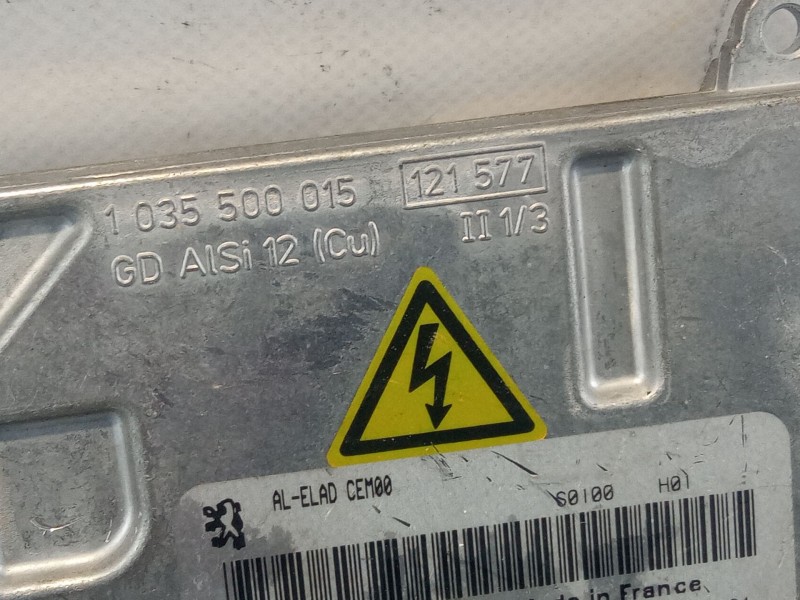 1 035 500 015 121 577
GD AlSi 12 (Cu) II 1/3
AL-ELAD CEM00 S0100 H01
in France